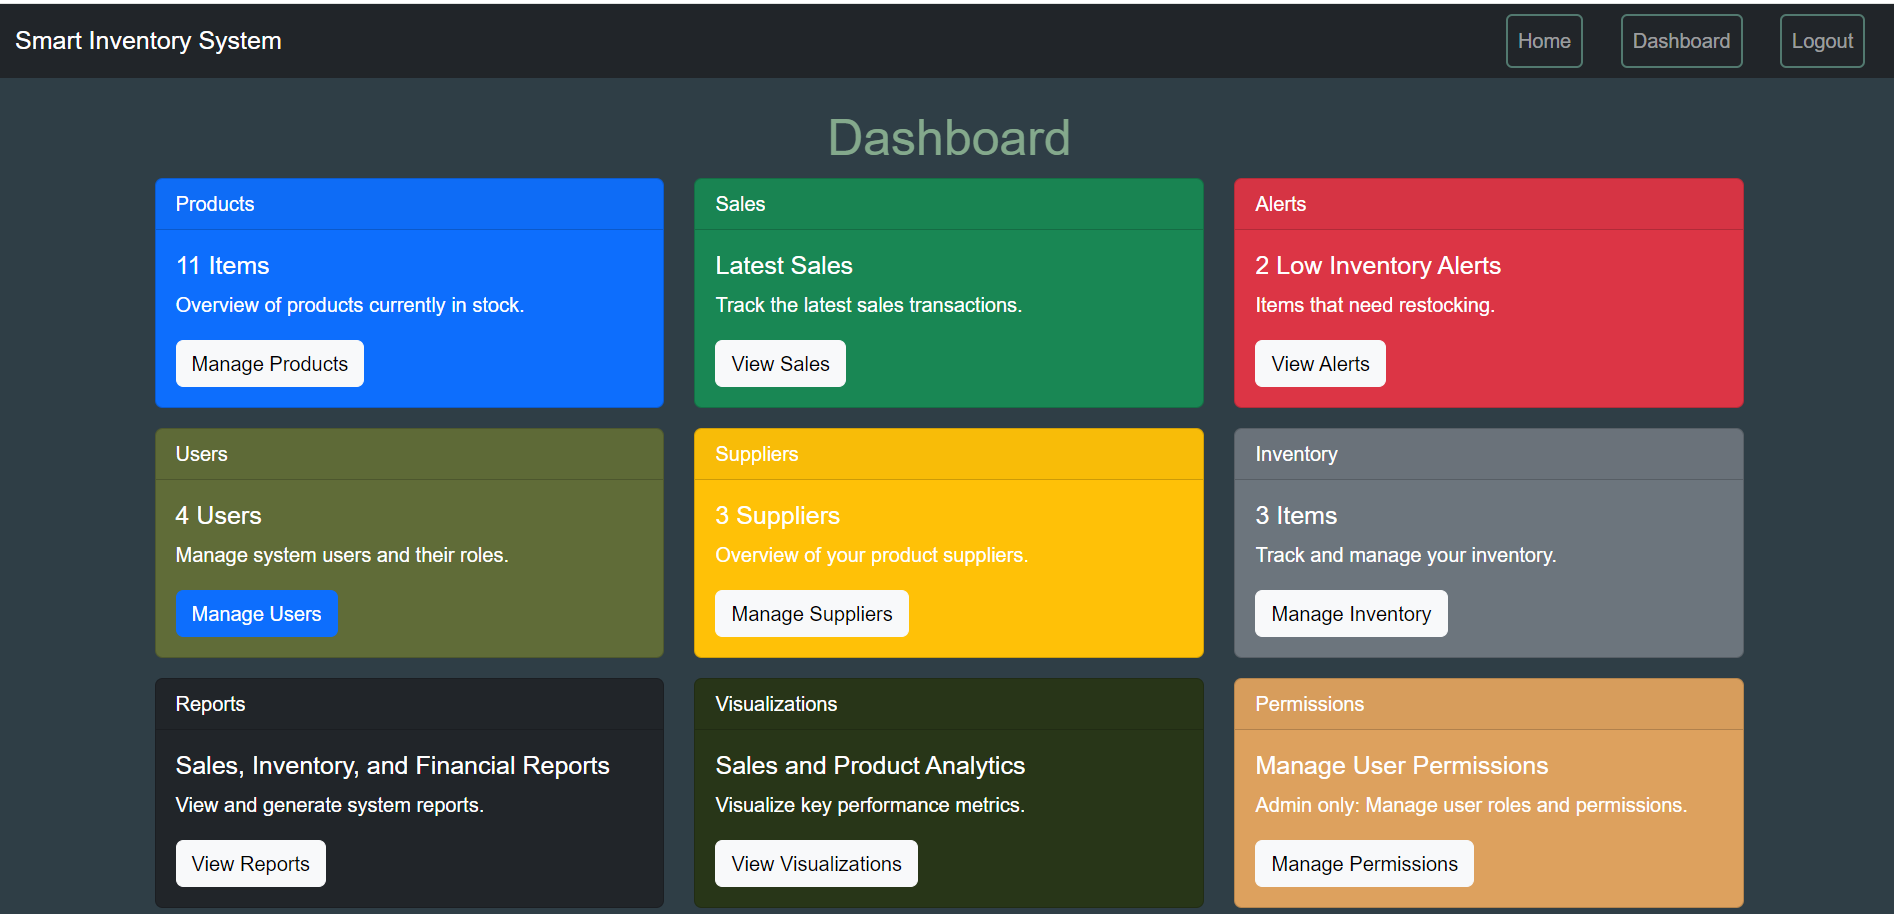 Smart Inventory System
Home
Dashboard
Logout
Dashboard
Products
11 Items
Overview of products currently in stock.
Manage Products
Sales
Latest Sales
Track the latest sales transactions.
View Sales
Alerts
2 Low Inventory Alerts
Items that need restocking.
View Alerts
Users
4 Users
Manage system users and their roles.
Manage Users
Suppliers
3 Suppliers
Overview of your product suppliers.
Manage Suppliers
Inventory
3 Items
Track and manage your inventory.
Manage Inventory
Reports
Sales, Inventory, and Financial Reports
View and generate system reports.
View Reports
Visualizations
Sales and Product Analytics
Visualize key performance metrics.
View Visualizations
Permissions
Manage User Permissions
Admin only: Manage user roles and permissions.
Manage Permissions